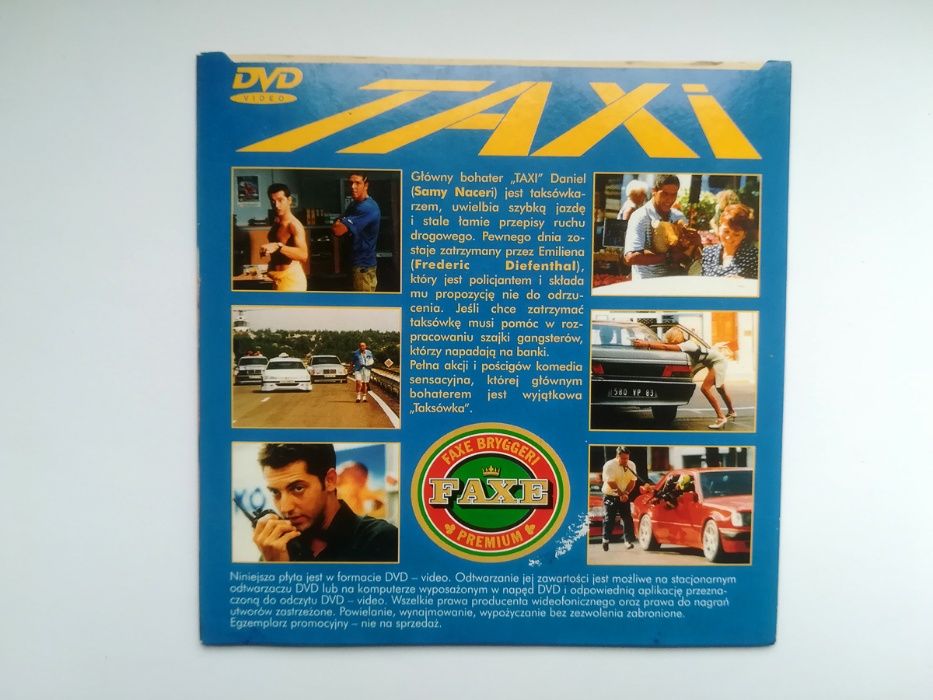 DVD
VIDEO
TAXi
Główny bohater „TAXI” Daniel
(Samy Naceri) jest taksówka-
rzem, uwielbia szybką jazdę
i stale łamie przepisy ruchu
drogowego. Pewnego dnia zo-
staje zatrzymany przez Emiliena
(Frederic Diefenthal),
który jest policjantem i składa
mu propozycję nie do odrzu-
cenia. Jeśli chce zatrzymać
taksówkę musi pomóc w roz-
pracowaniu szajki gangsterów,
którzy napadają na banki.
Pełna akcji i pościgów komedia
sensacyjna, której głównym
bohaterem jest wyjątkowa
„Taksówka”.
580 VP 83
FAXE BRYGGERI
FAXE
PREMIUM
Niniejsza płyta jest w formacie DVD – video. Odtwarzanie jej zawartości jest możliwe na stacjonarnym
odtwarzaczu DVD lub na komputerze wyposażonym w napęd DVD i odpowiednią aplikację przezna-
czoną do odczytu DVD – video. Wszelkie prawa producenta wideofonicznego oraz prawa do nagrań
utworów zastrzeżone. Powielanie, wynajmowanie, wypożyczanie bez zezwolenia zabronione.
Egzemplarz promocyjny – nie na sprzedaż.